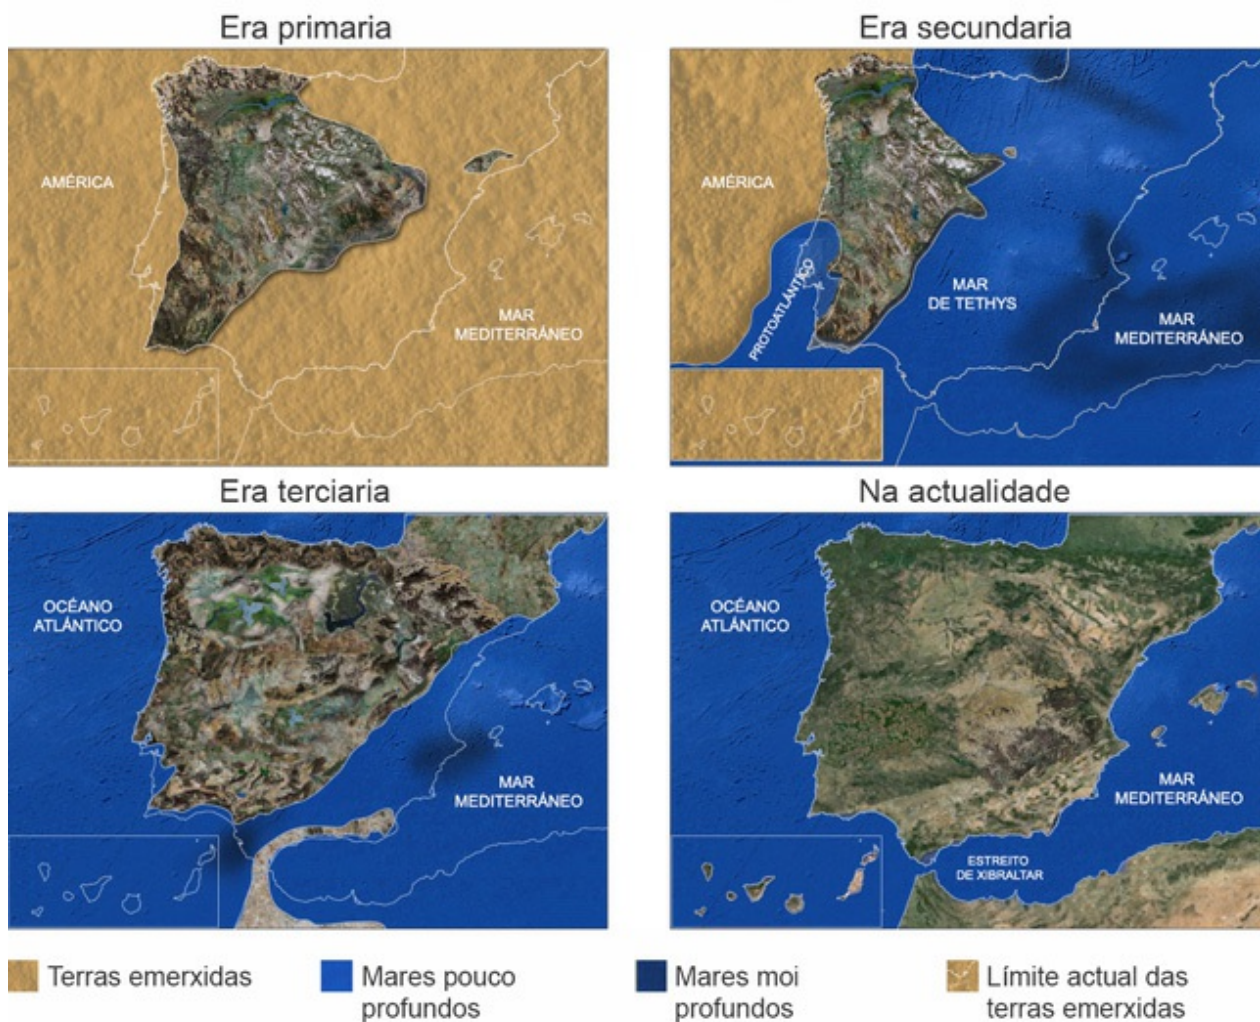 Era primaria
AMÉRICA
MAR
MEDITERRÁNEO
Era secundaria
AMÉRICA
PROTOATLÁNTICO
MAR
DE TETHYS
MAR
MEDITERRÁNEO
Era terciaria
OCÉANO
ATLÁNTICO
MAR
MEDITERRÁNEO
Na actualidade
OCÉANO
ATLÁNTICO
MAR
MEDITERRÁNEO
ESTREITO
DE XIBRALTAR
Terras emerxidas
Mares pouco
profundos
Mares moi
profundos
Límite actual das
terras emerxidas